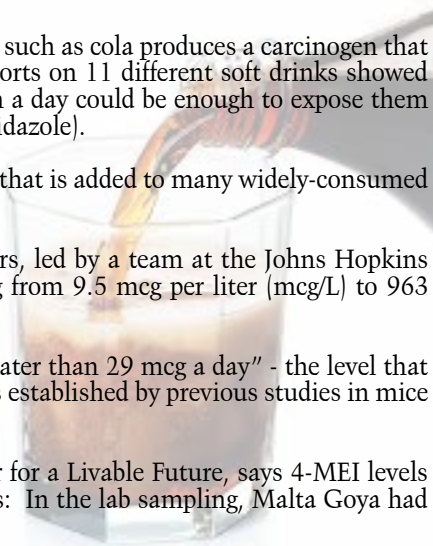 such as cola produces a carcinogen that
orts on 11 different soft drinks showed
a day could be enough to expose them
idazole).
that is added to many widely-consumed
rs, led by a team at the Johns Hopkins
from 9.5 mcg per liter (mcg/L) to 963
ater than 29 mcg a day” - the level that
established by previous studies in mice
for a Livable Future, says 4-MEI levels
: In the lab sampling, Malta Goya had